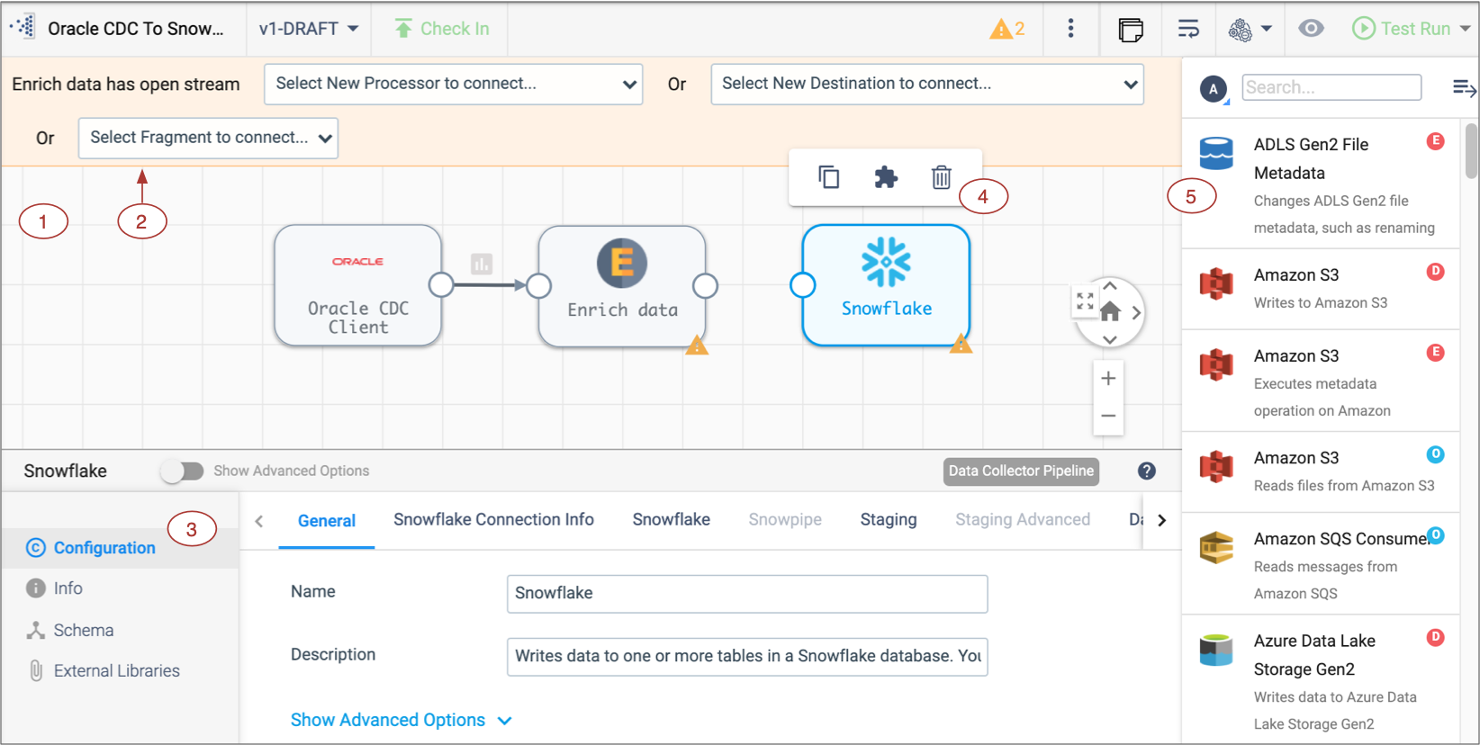 Oracle CDC To Snow...
v1-DRAFT
Check In
2
Test Run
Enrich data has open stream
Select New Processor to connect...
Or
Select New Destination to connect...
Or
Select Fragment to connect...
A
Search...
1
2
4
5
ORACLE
Oracle CDC
Client
E
Enrich data
Snowflake
ADLS Gen2 File
Metadata
E
Changes ADLS Gen2 file
metadata, such as renaming
Amazon S3
D
Writes to Amazon S3
Amazon S3
E
Executes metadata
operation on Amazon
Amazon S3
O
Reads files from Amazon S3
Amazon SQS Consumer
O
Reads messages from
Amazon SQS
Azure Data Lake
Storage Gen2
D
Writes data to Azure Data
Lake Storage Gen2
Snowflake
Show Advanced Options
Data Collector Pipeline
?
3
Configuration
Info
Schema
External Libraries
General
Snowflake Connection Info
Snowflake
Snowpipe
Staging
Staging Advanced
Name
Snowflake
Description
Writes data to one or more tables in a Snowflake database. You
Show Advanced Options